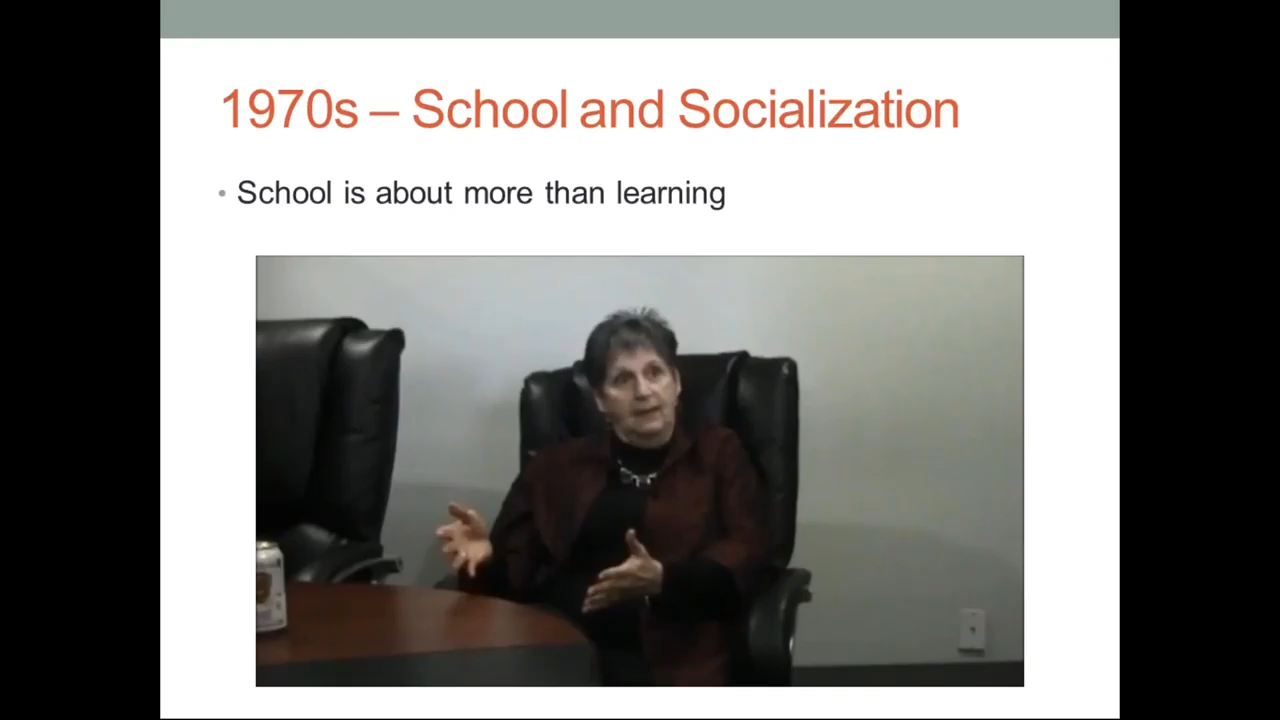 1970s – School and Socialization
• School is about more than learning